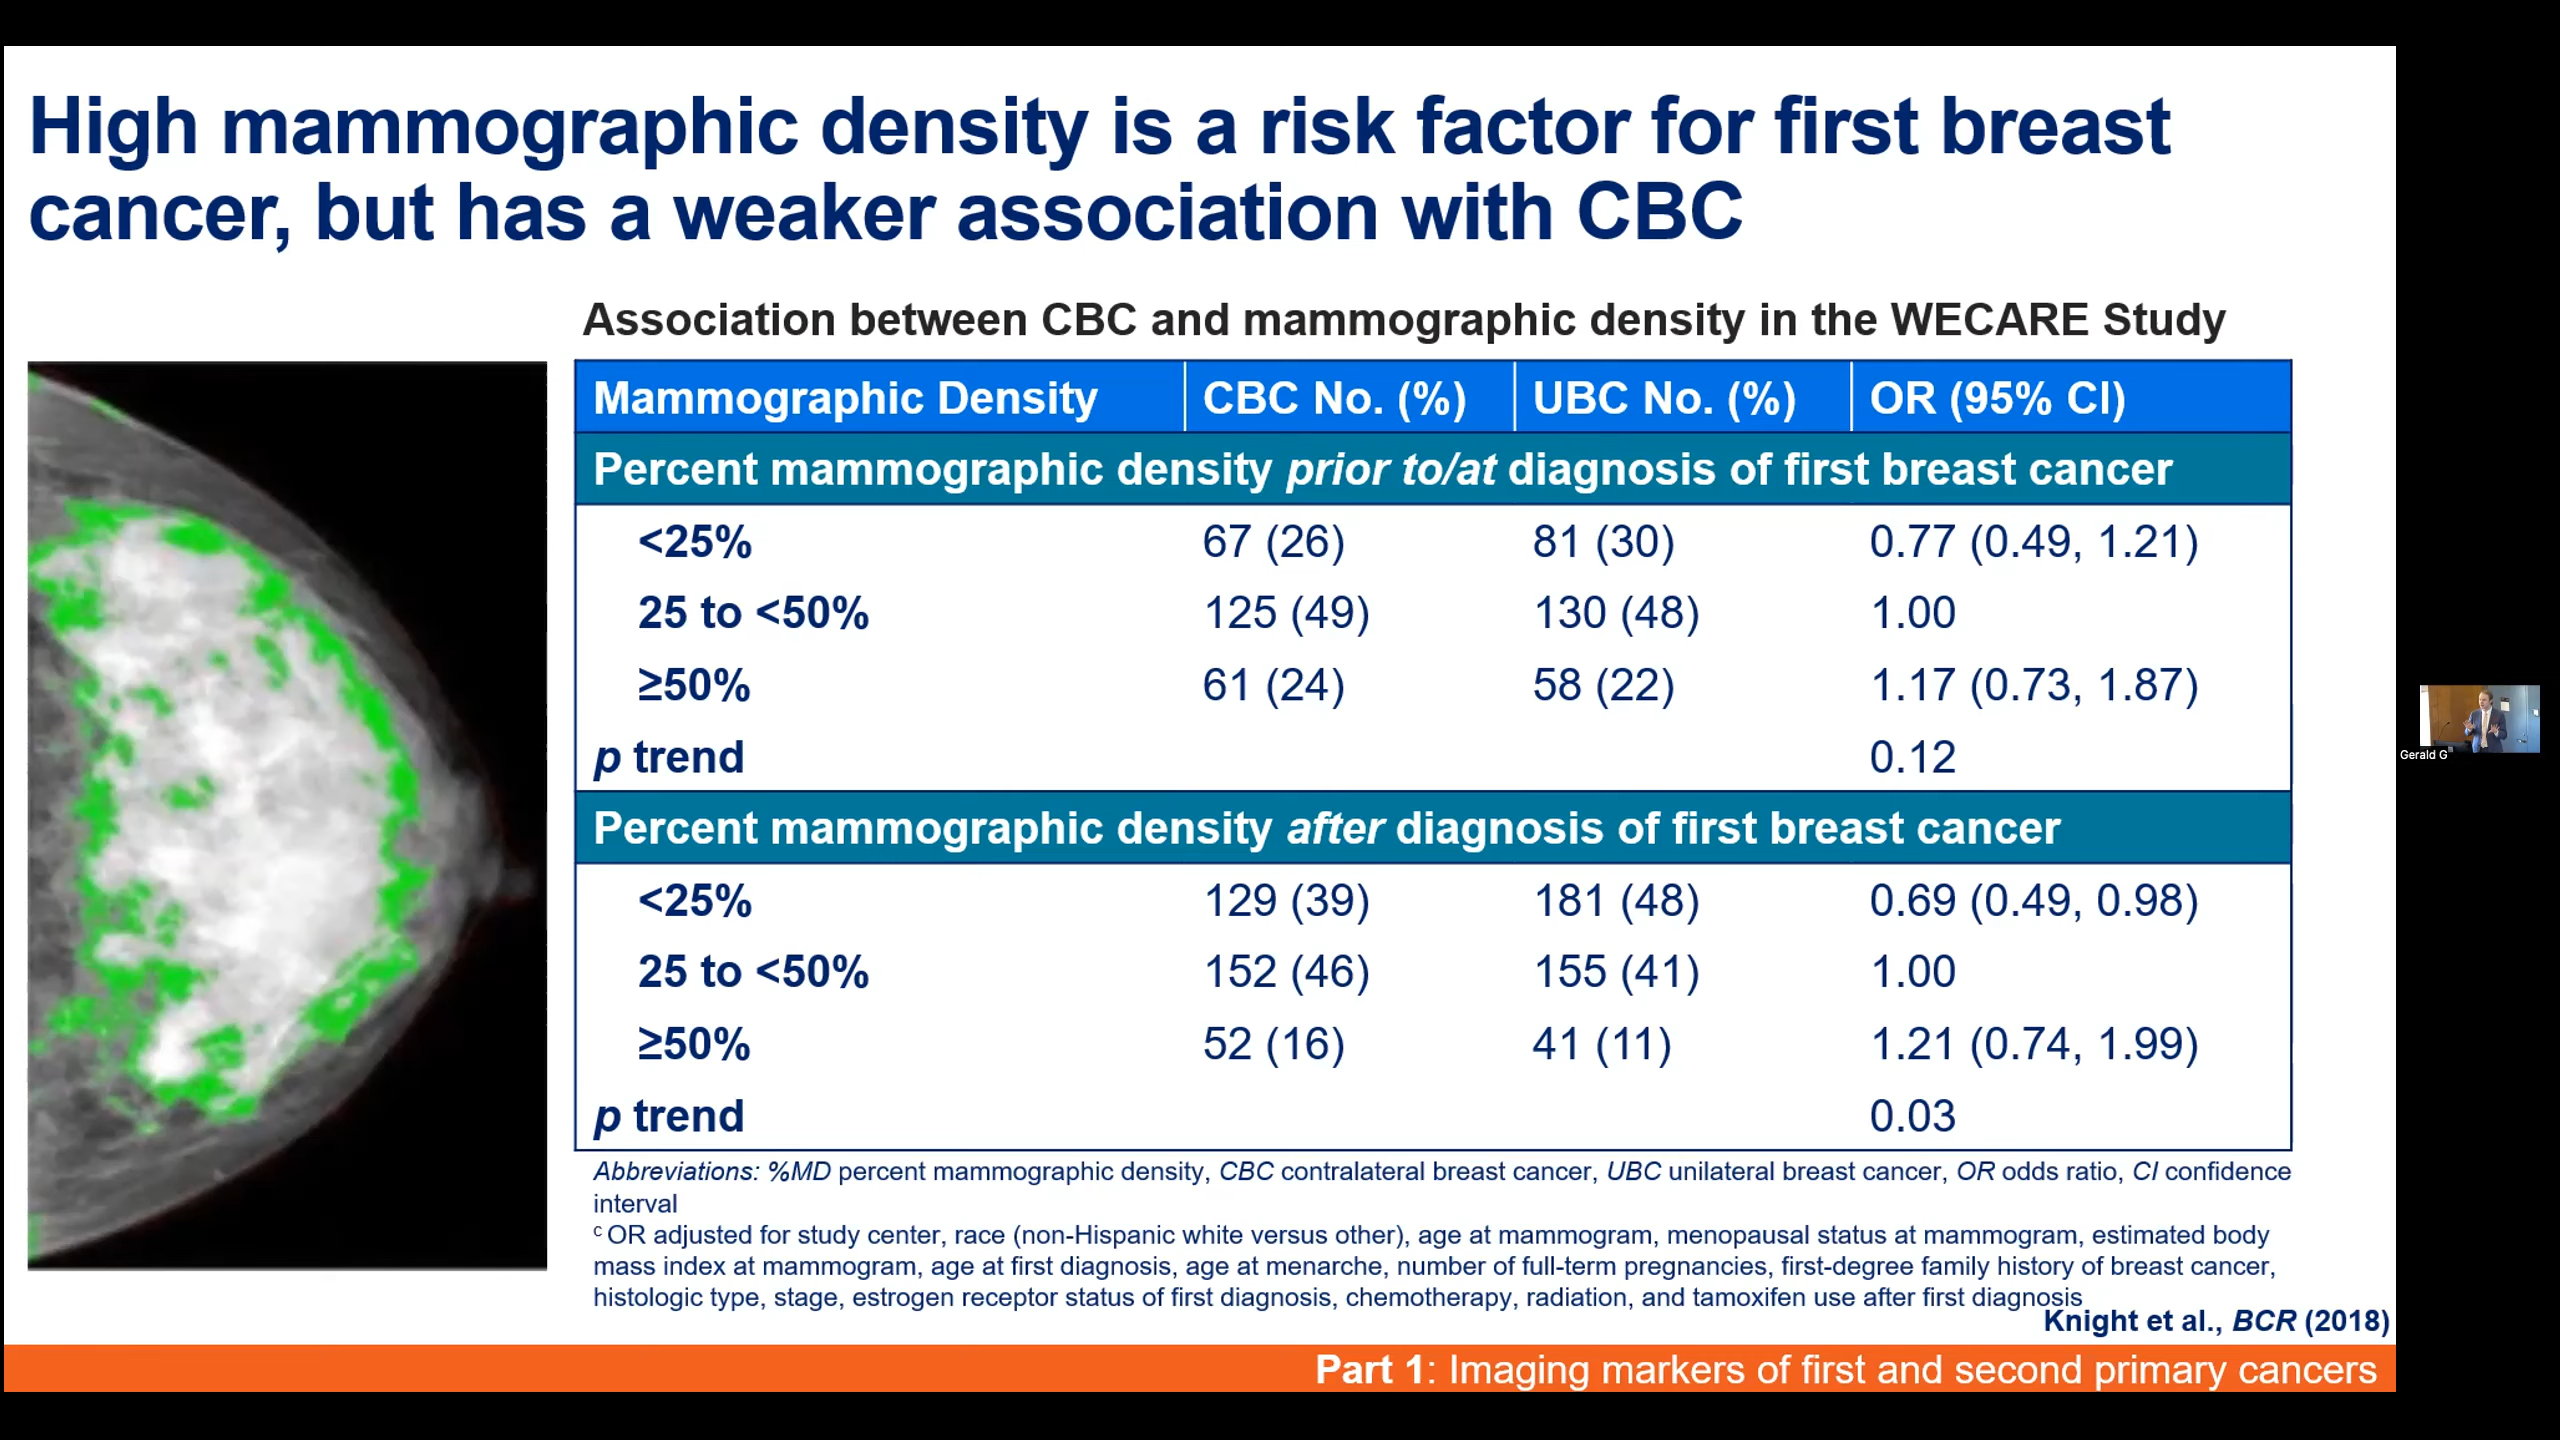 High mammographic density is a risk factor for first breast
cancer, but has a weaker association with CBC
Association between CBC and mammographic density in the WECARE Study
Mammographic Density CBC No. (%) UBC No. (%) OR (95% CI)
Percent mammographic density prior to/at diagnosis of first breast cancer
<25% 67 (26) 81 (30) 0.77 (0.49, 1.21)
25 to <50% 125 (49) 130 (48) 1.00
≥50% 61 (24) 58 (22) 1.17 (0.73, 1.87)
p trend 0.12
Percent mammographic density after diagnosis of first breast cancer
<25% 129 (39) 181 (48) 0.69 (0.49, 0.98)
25 to <50% 152 (46) 155 (41) 1.00
≥50% 52 (16) 41 (11) 1.21 (0.74, 1.99)
p trend 0.03
Abbreviations: %MD percent mammographic density, CBC contralateral breast cancer, UBC unilateral breast cancer, OR odds ratio, CI confidence
interval
c OR adjusted for study center, race (non-Hispanic white versus other), age at mammogram, menopausal status at mammogram, estimated body
mass index at mammogram, age at first diagnosis, age at menarche, number of full-term pregnancies, first-degree family history of breast cancer,
histologic type, stage, estrogen receptor status of first diagnosis, chemotherapy, radiation, and tamoxifen use after first diagnosis
Knight et al., BCR (2018)
Part 1: Imaging markers of first and second primary cancers
Gerald G